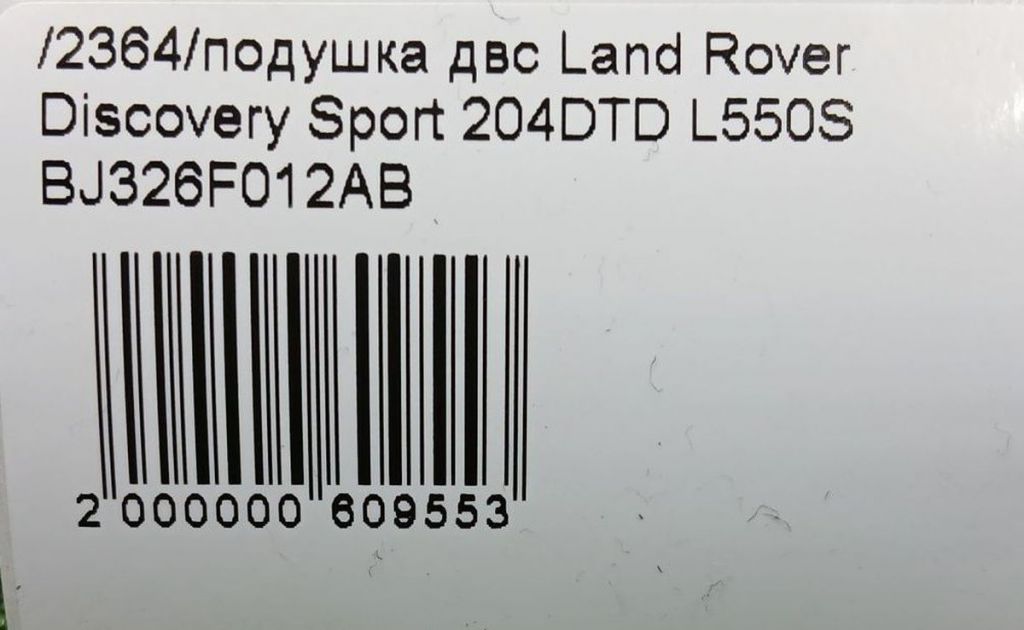 /2364/подушка двс Land Rover
Discovery Sport 204DTD L550S
BJ326F012AB
2 000000 609553